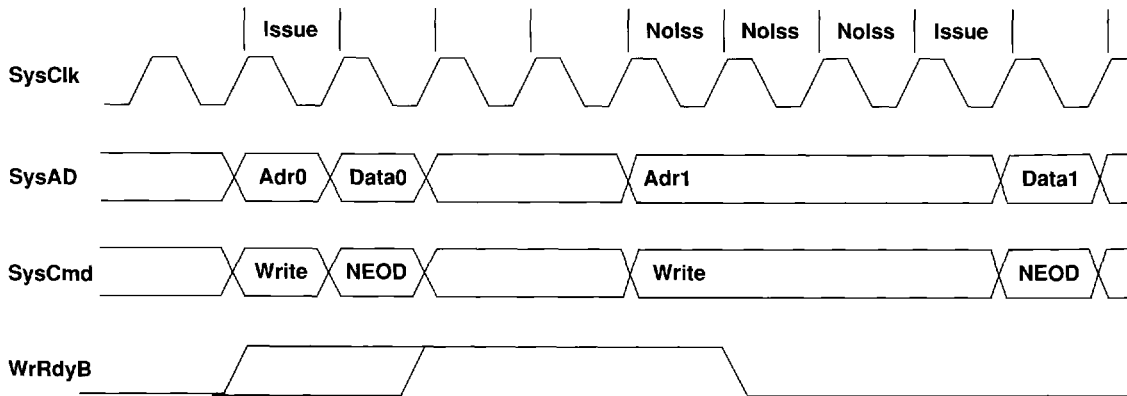 Issue NoIss NoIss NoIss Issue
SysClk
SysAD Adr0 Data0 Adr1 Data1
SysCmd Write NEOD Write NEOD
WrRdyB